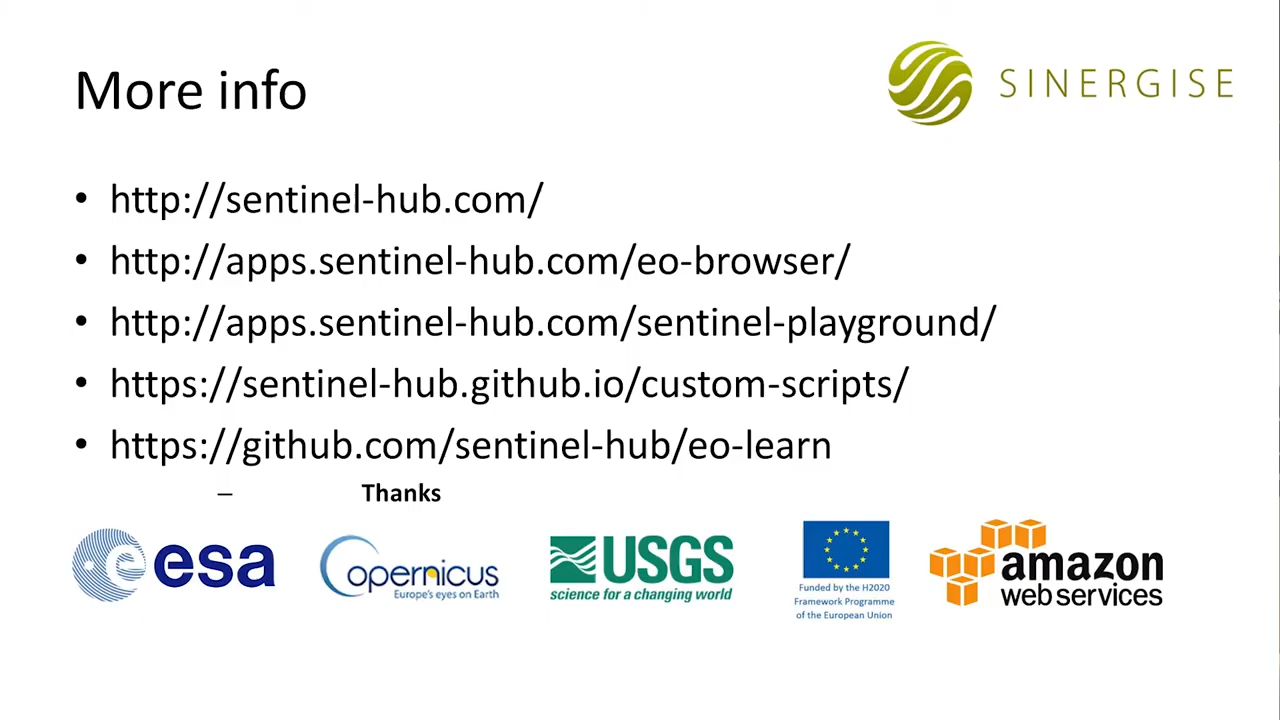 More info
SINERGISE
• http://sentinel-hub.com/
• http://apps.sentinel-hub.com/eo-browser/
• http://apps.sentinel-hub.com/sentinel-playground/
• https://sentinel-hub.github.io/custom-scripts/
• https://github.com/sentinel-hub/eo-learn
– Thanks
esa
Copernicus
Europe's eyes on Earth
USGS
science for a changing world
Funded by the H2020
Framework Programme
of the European Union
amazon
web services